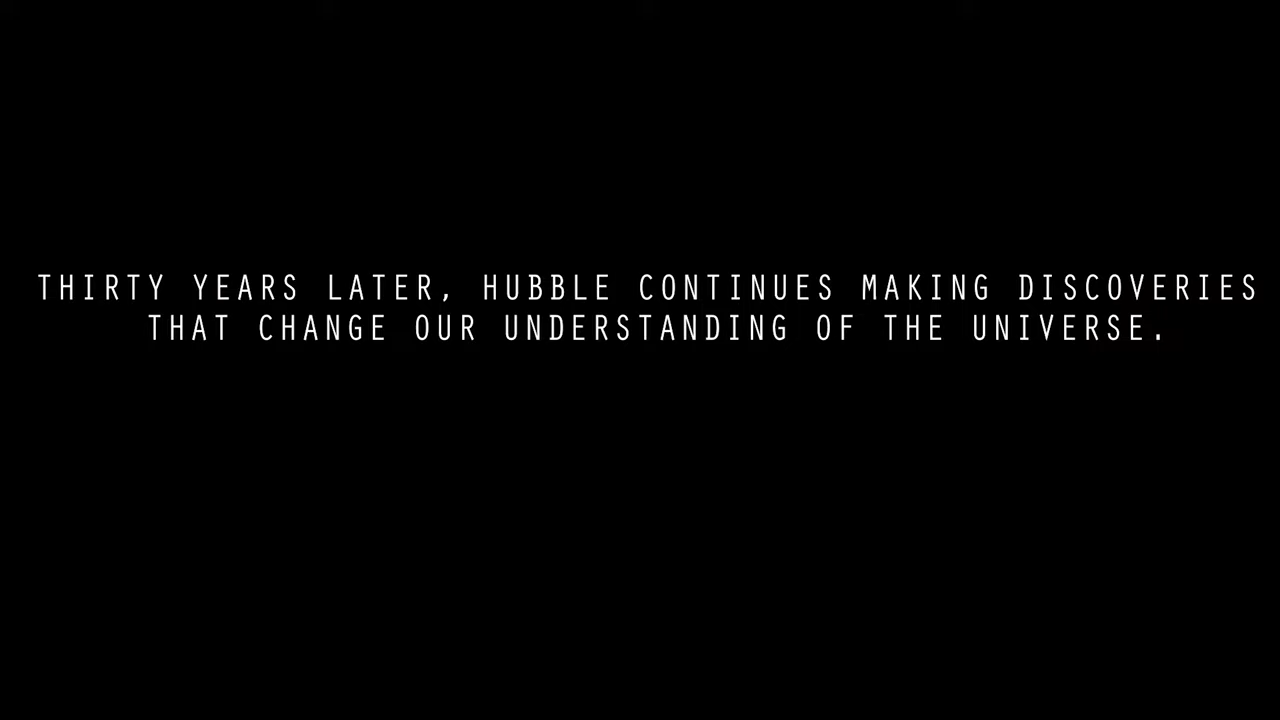 THIRTY YEARS LATER, HUBBLE CONTINUES MAKING DISCOVERIES
THAT CHANGE OUR UNDERSTANDING OF THE UNIVERSE.